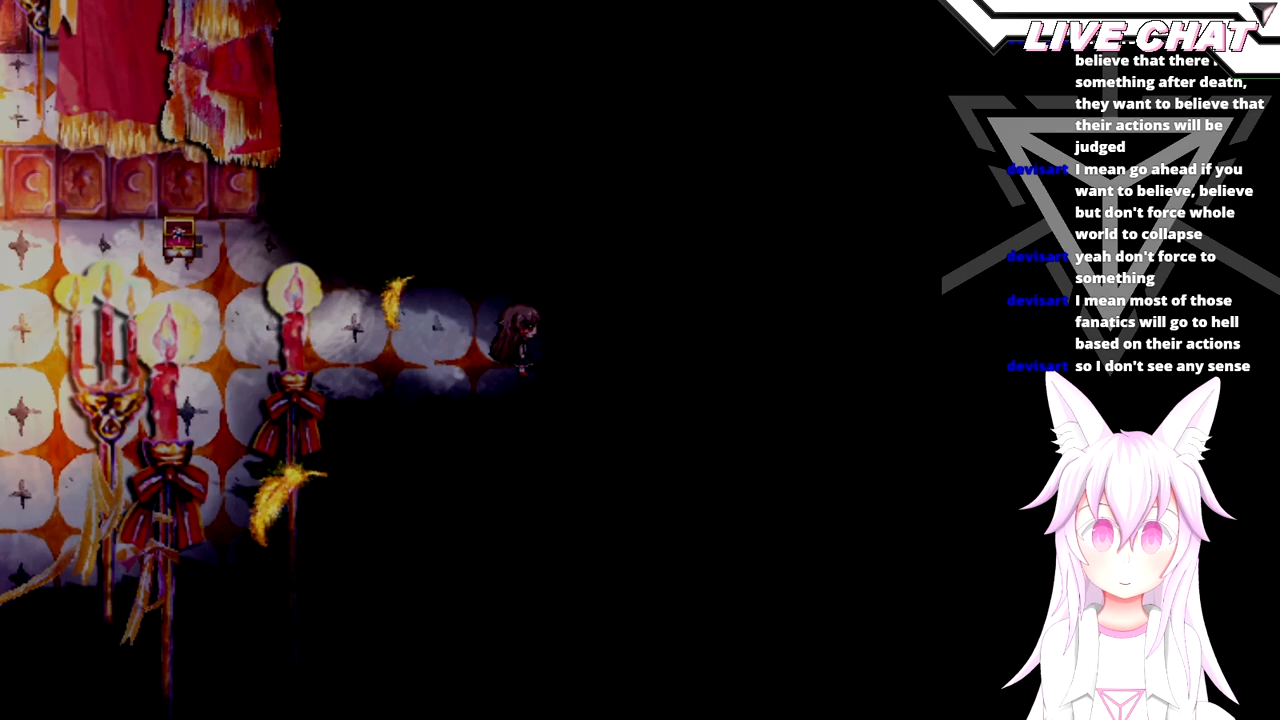 LIVE CHAT
believe that there
something after death,
they want to believe that
their actions will be
judged
devisart I mean go ahead if you
want to believe, believe
but don't force whole
world to collapse
devisart yeah don't force to
something
devisart I mean most of those
fanatics will go to hell
based on their actions
devisart so I don't see any sense